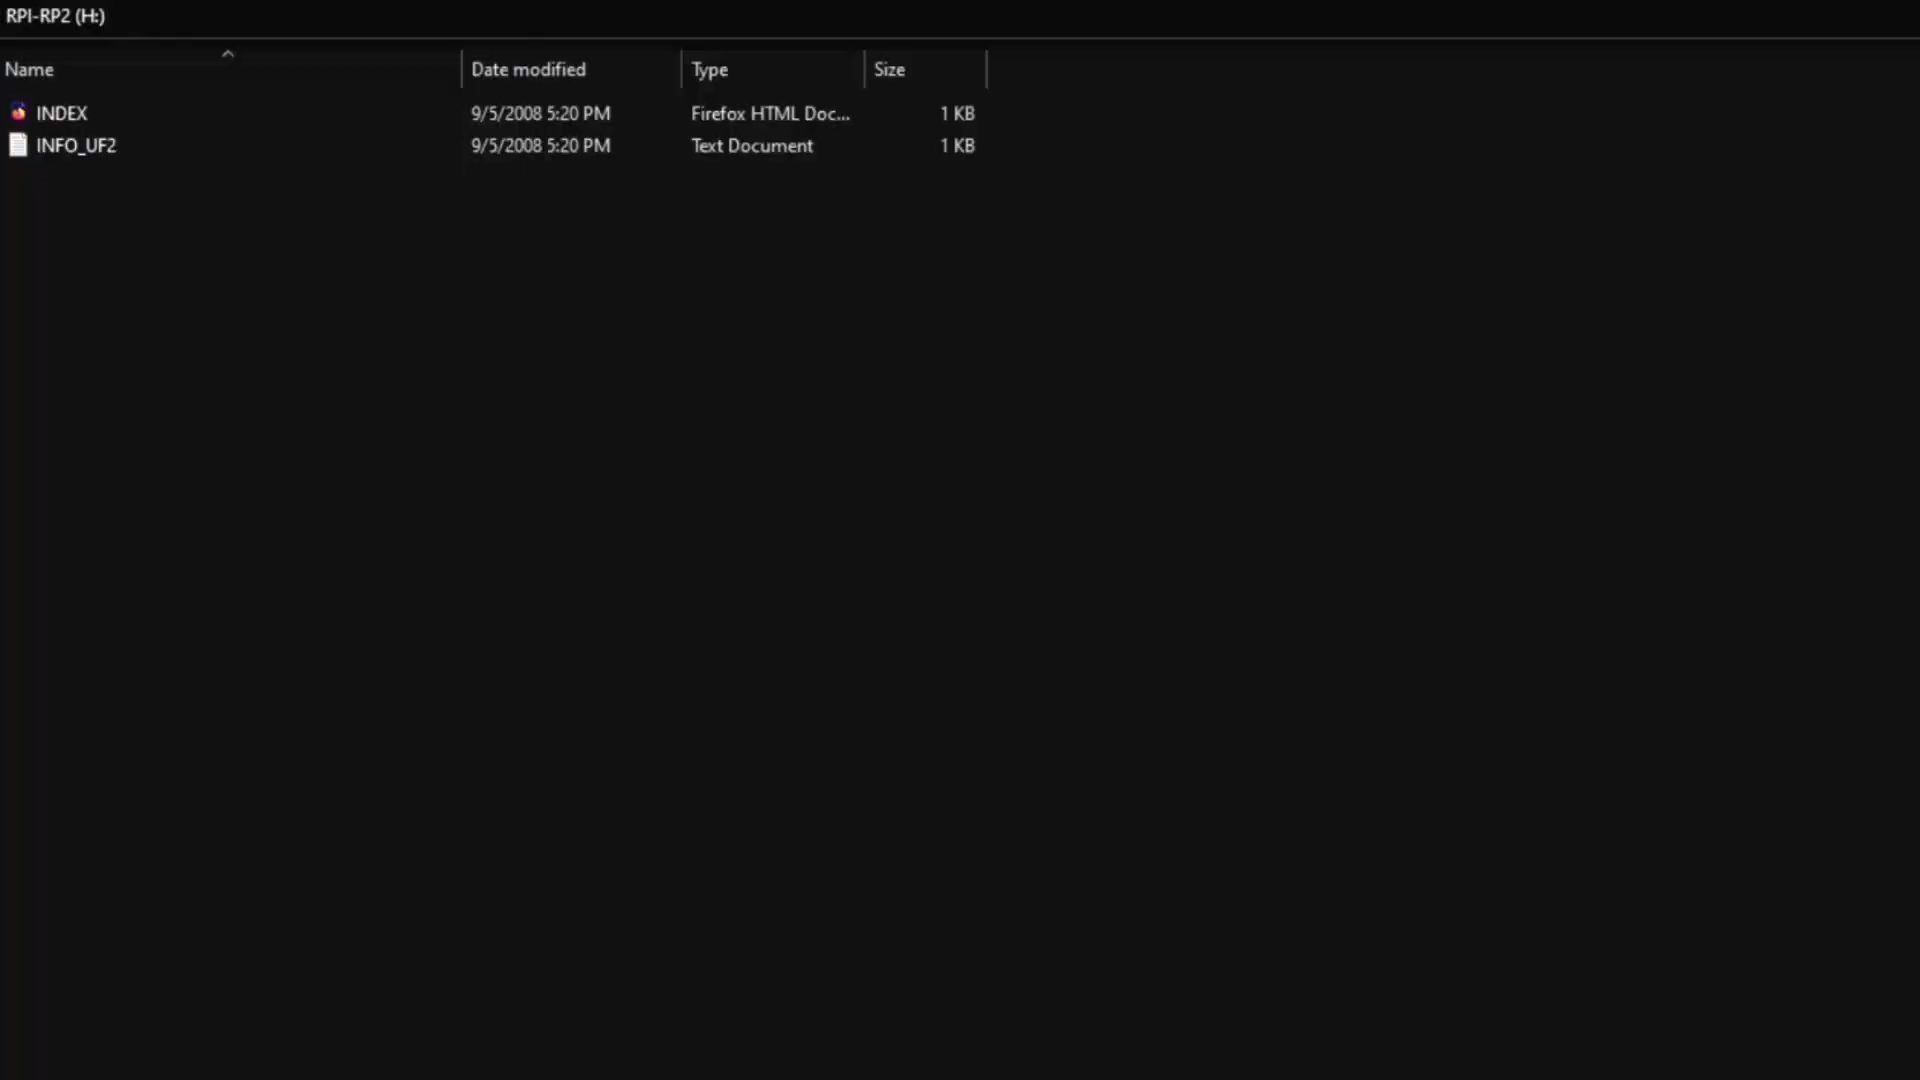 RPI-RP2 (H:)
Name Date modified Type Size
INDEX 9/5/2008 5:20 PM Firefox HTML Doc... 1 KB
INFO_UF2 9/5/2008 5:20 PM Text Document 1 KB